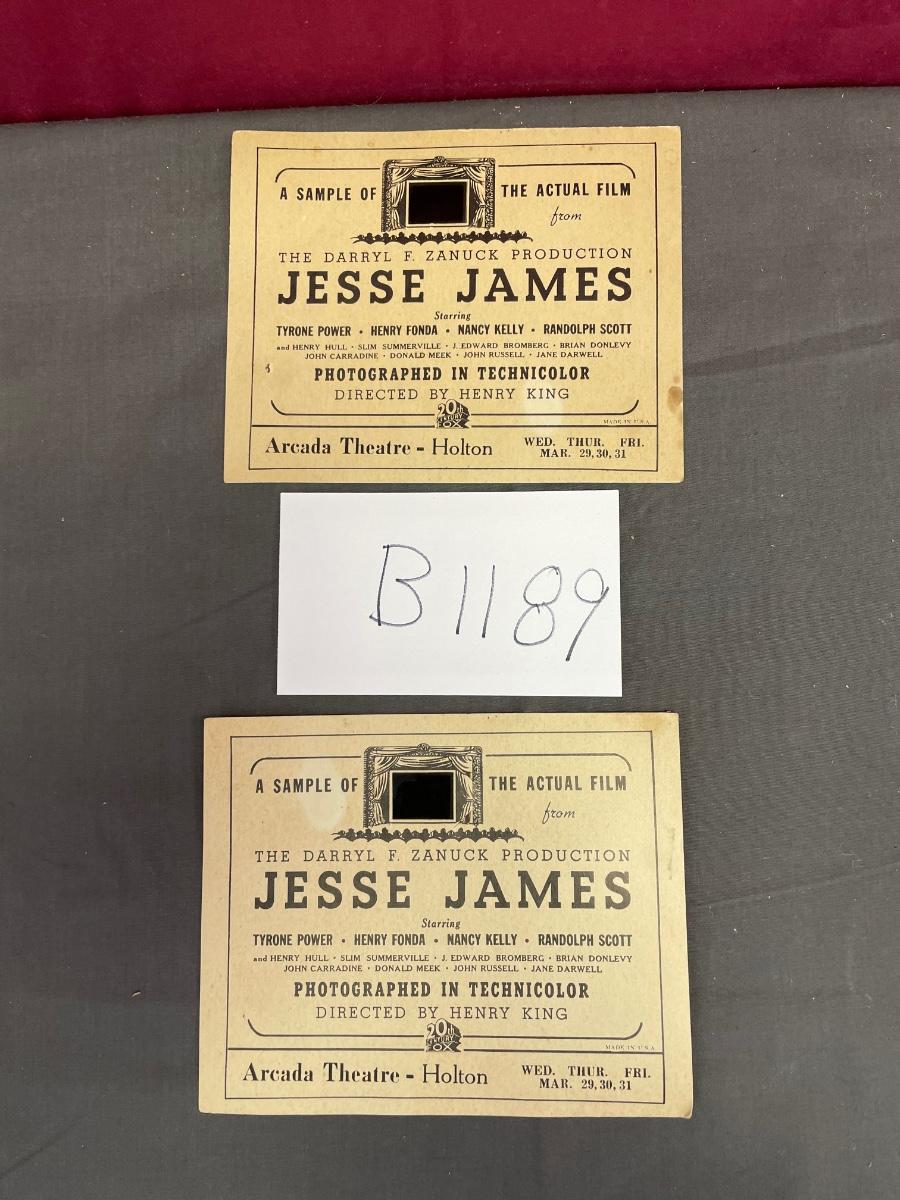 A SAMPLE OF THE ACTUAL FILM
from
THE DARRYL F. ZANUCK PRODUCTION
JESSE JAMES
Starring
TYRONE POWER • HENRY FONDA • NANCY KELLY • RANDOLPH SCOTT
and HENRY HULL • SLIM SUMMERVILLE • J. EDWARD BROMBERG • BRIAN DONLEVY
JOHN CARRADINE • DONALD MEEK • JOHN RUSSELL • JANE DARWELL
PHOTOGRAPHED IN TECHNICOLOR
DIRECTED BY HENRY KING
20th
CENTURY
FOX
MADE IN U.S.A.
Arcada Theatre - Holton
WED. THUR. FRI.
MAR. 29,30,31
B1189
A SAMPLE OF THE ACTUAL FILM
from
THE DARRYL F. ZANUCK PRODUCTION
JESSE JAMES
Starring
TYRONE POWER • HENRY FONDA • NANCY KELLY • RANDOLPH SCOTT
and HENRY HULL • SLIM SUMMERVILLE • J. EDWARD BROMBERG • BRIAN DONLEVY
JOHN CARRADINE • DONALD MEEK • JOHN RUSSELL • JANE DARWELL
PHOTOGRAPHED IN TECHNICOLOR
DIRECTED BY HENRY KING
20th
CENTURY
FOX
MADE IN U.S.A.
Arcada Theatre - Holton
WED. THUR. FRI.
MAR. 29,30,31